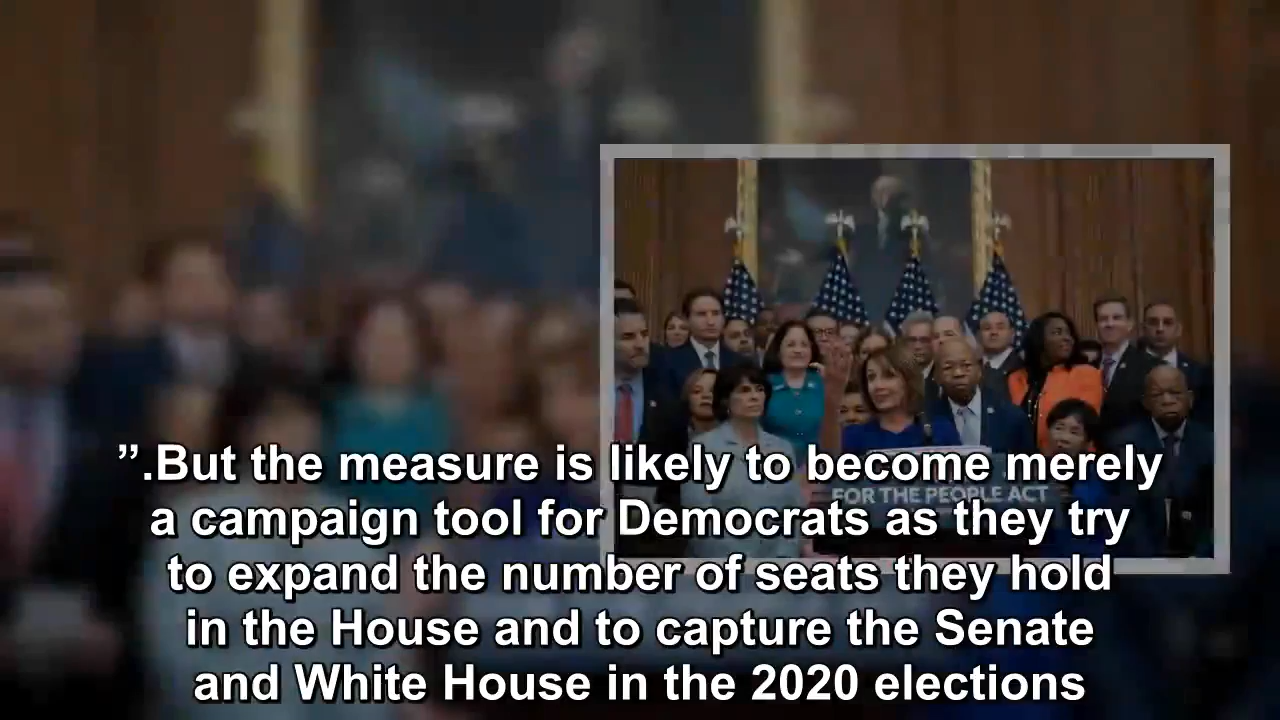 FOR THE PEOPLE ACT
”.But the measure is likely to become merely
a campaign tool for Democrats as they try
to expand the number of seats they hold
in the House and to capture the Senate
and White House in the 2020 elections